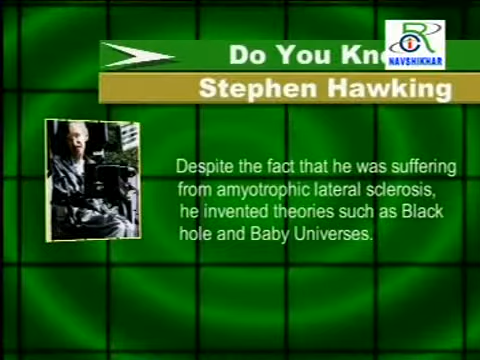 Do You Kn
R
NAVSHIKHAR
Stephen Hawking
Despite the fact that he was suffering
from amyotrophic lateral sclerosis,
he invented theories such as Black
hole and Baby Universes.